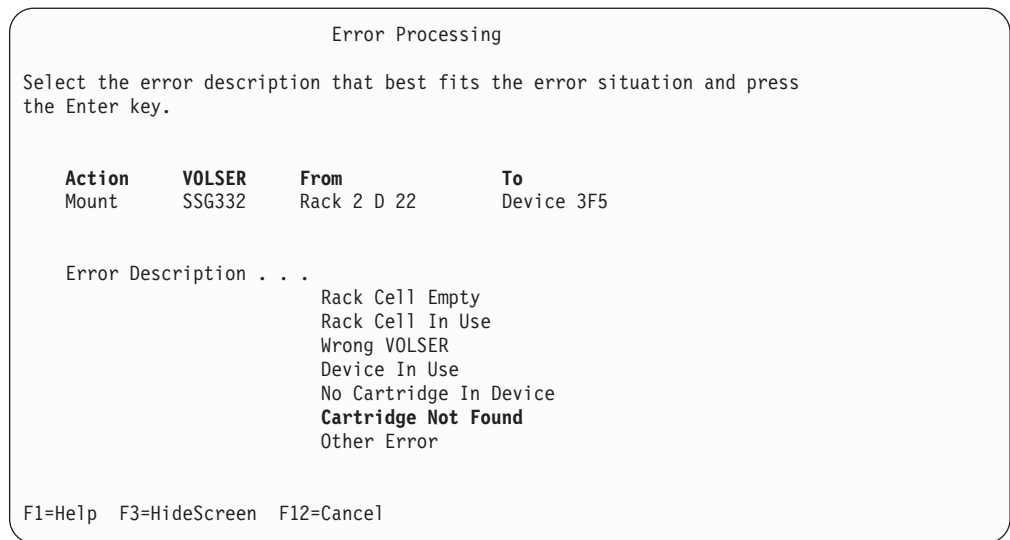 Error Processing
Select the error description that best fits the error situation and press
the Enter key.
Action VOLSER From To
Mount SSG332 Rack 2 D 22 Device 3F5
Error Description . . .
Rack Cell Empty
Rack Cell In Use
Wrong VOLSER
Device In Use
No Cartridge In Device
Cartridge Not Found
Other Error
F1=Help F3=HideScreen F12=Cancel